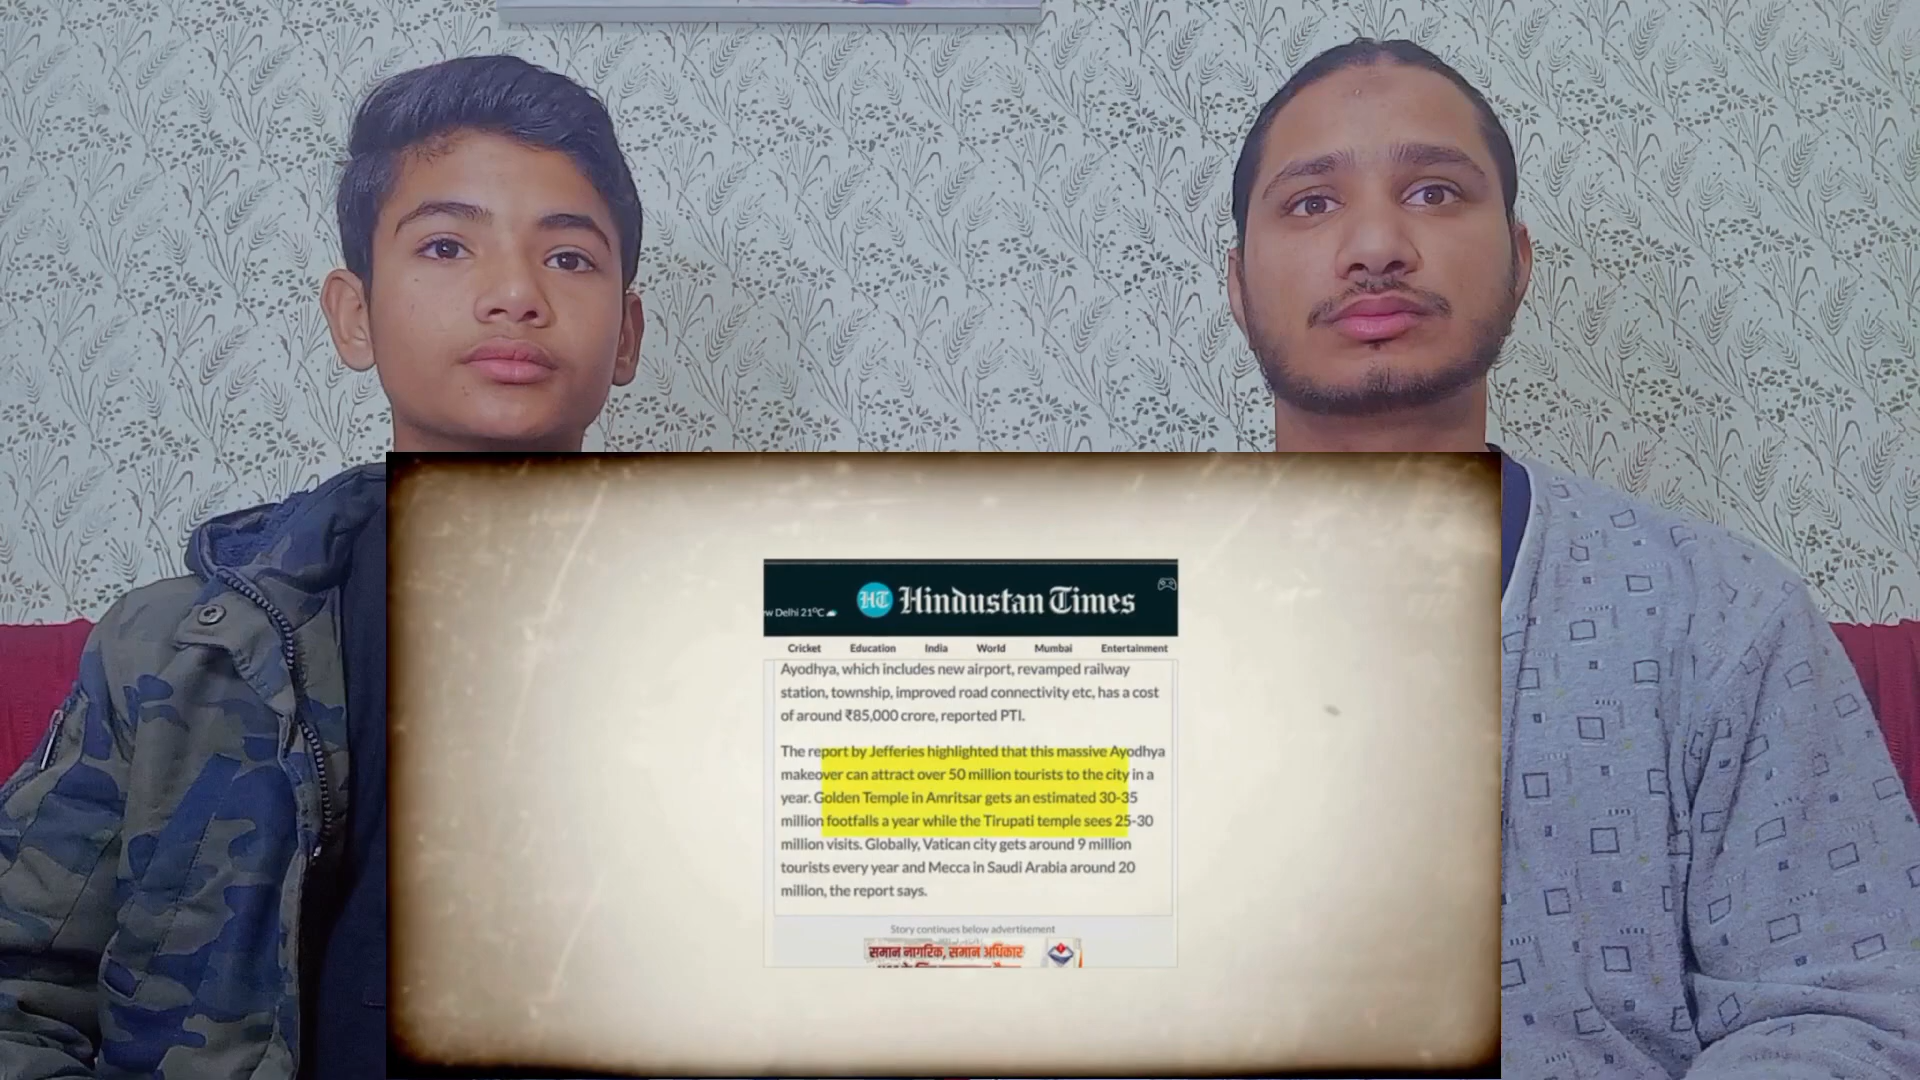 HT Hindustan Times
w Delhi 21°C
Cricket Education India World Mumbai Entertainment
Ayodhya, which includes new airport, revamped railway
station, township, improved road connectivity etc, has a cost
of around ₹85,000 crore, reported PTI.
The report by Jefferies highlighted that this massive Ayodhya
makeover can attract over 50 million tourists to the city in a
year. Golden Temple in Amritsar gets an estimated 30-35
million footfalls a year while the Tirupati temple sees 25-30
million visits. Globally, Vatican city gets around 9 million
tourists every year and Mecca in Saudi Arabia around 20
million, the report says.
Story continues below advertisement
समान नागरिक, समान अधिकार